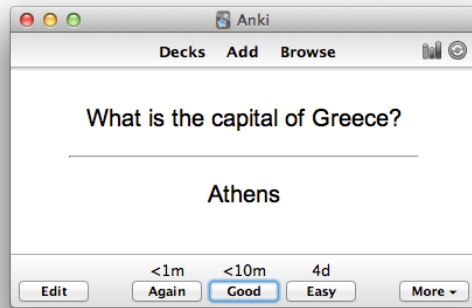 Anki
Decks Add Browse
What is the capital of Greece?
Athens
<1m <10m 4d
Edit Again Good Easy More